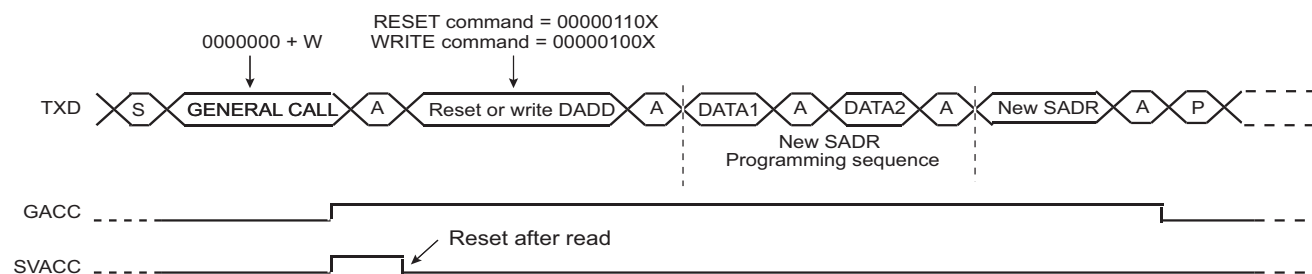 RESET command = 00000110X
0000000 + W
WRITE command = 00000100X
TXD S GENERAL CALL A Reset or write DADD A DATA1 A DATA2 A New SADR A P
New SADR
Programming sequence
GACC
Reset after read
SVACC